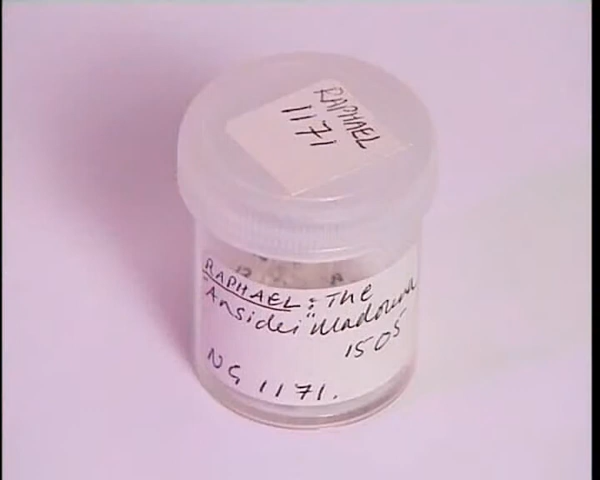 RAPHAEL
1171
RAPHAEL: The
"Ansidei" Madonna
1505
NG 1171.